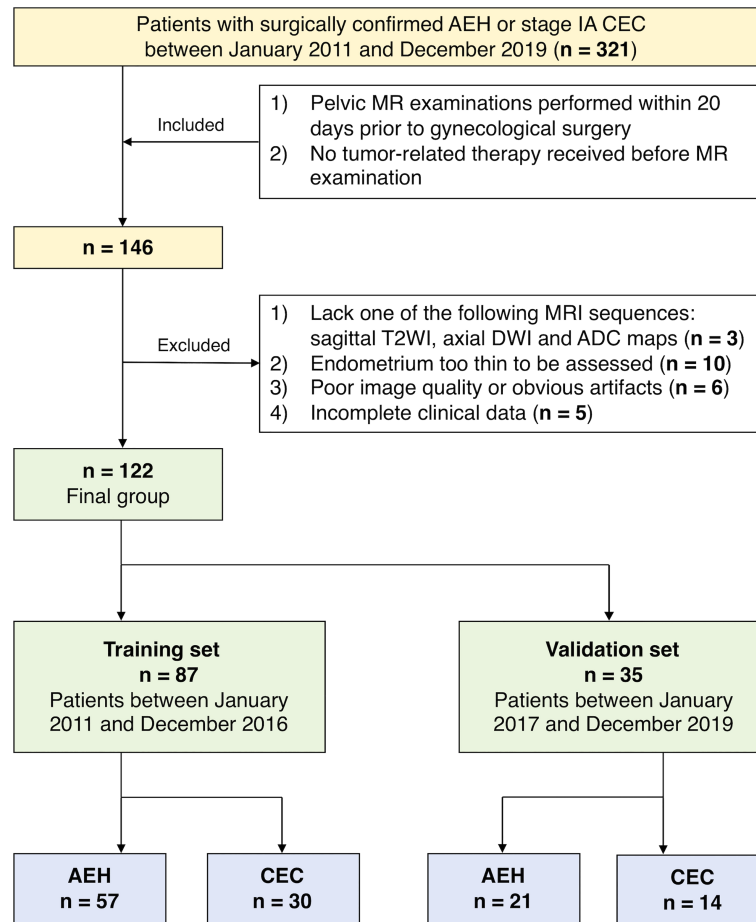 Patients with surgically confirmed AEH or stage IA CEC
between January 2011 and December 2019 (n = 321)
Included
1) Pelvic MR examinations performed within 20
days prior to gynecological surgery
2) No tumor-related therapy received before MR
examination
n = 146
Excluded
1) Lack one of the following MRI sequences:
sagittal T2WI, axial DWI and ADC maps (n = 3)
2) Endometrium too thin to be assessed (n = 10)
3) Poor image quality or obvious artifacts (n = 6)
4) Incomplete clinical data (n = 5)
n = 122
Final group
Training set
n = 87
Patients between January
2011 and December 2016
Validation set
n = 35
Patients between January
2017 and December 2019
AEH
n = 57
CEC
n = 30
AEH
n = 21
CEC
n = 14